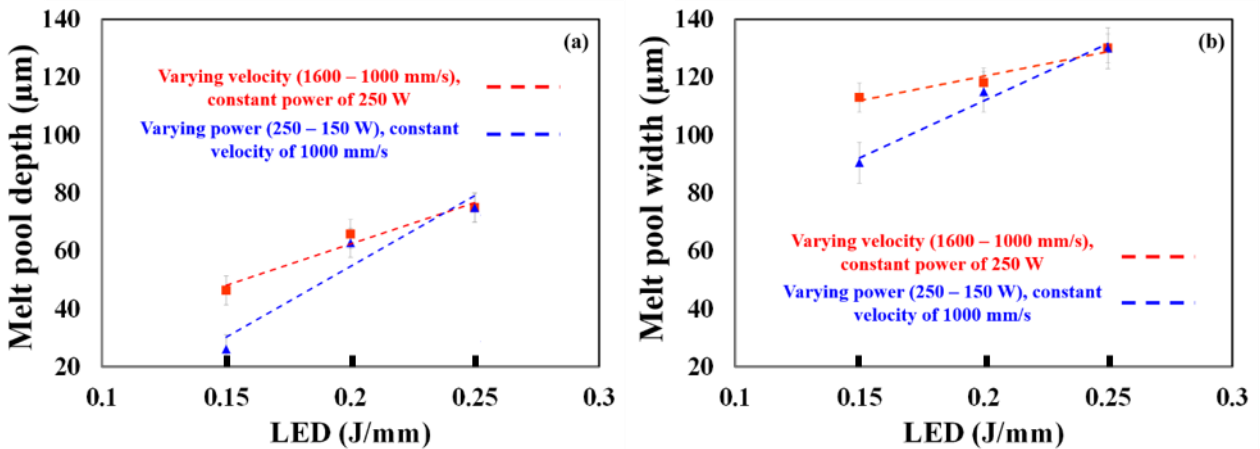 140
120
100
80
60
40
20
Melt pool depth (μm)
(a)
Varying velocity (1600 – 1000 mm/s),
constant power of 250 W
Varying power (250 – 150 W), constant
velocity of 1000 mm/s
0.1
0.15
0.2
0.25
0.3
LED (J/mm)
140
120
100
80
60
40
20
Melt pool width (μm)
(b)
Varying velocity (1600 – 1000 mm/s),
constant power of 250 W
Varying power (250 – 150 W), constant
velocity of 1000 mm/s
0.1
0.15
0.2
0.25
0.3
LED (J/mm)